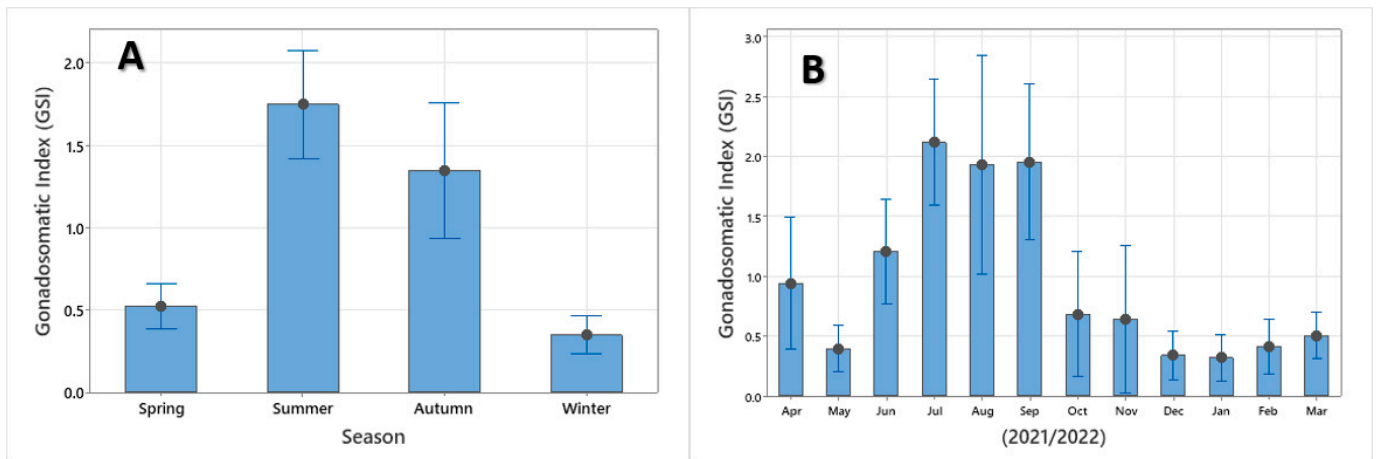 A
Gonadosomatic Index (GSI)
2.0
1.5
1.0
0.5
0.0
Spring Summer Autumn Winter
Season
B
Gonadosomatic Index (GSI)
3.0
2.5
2.0
1.5
1.0
0.5
0.0
Apr May Jun Jul Aug Sep Oct Nov Dec Jan Feb Mar
(2021/2022)